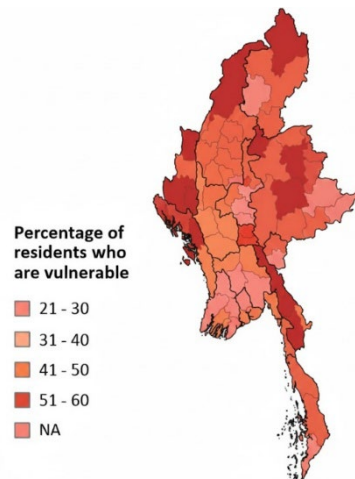 Percentage of
residents who
are vulnerable
21 - 30
31 - 40
41 - 50
51 - 60
NA